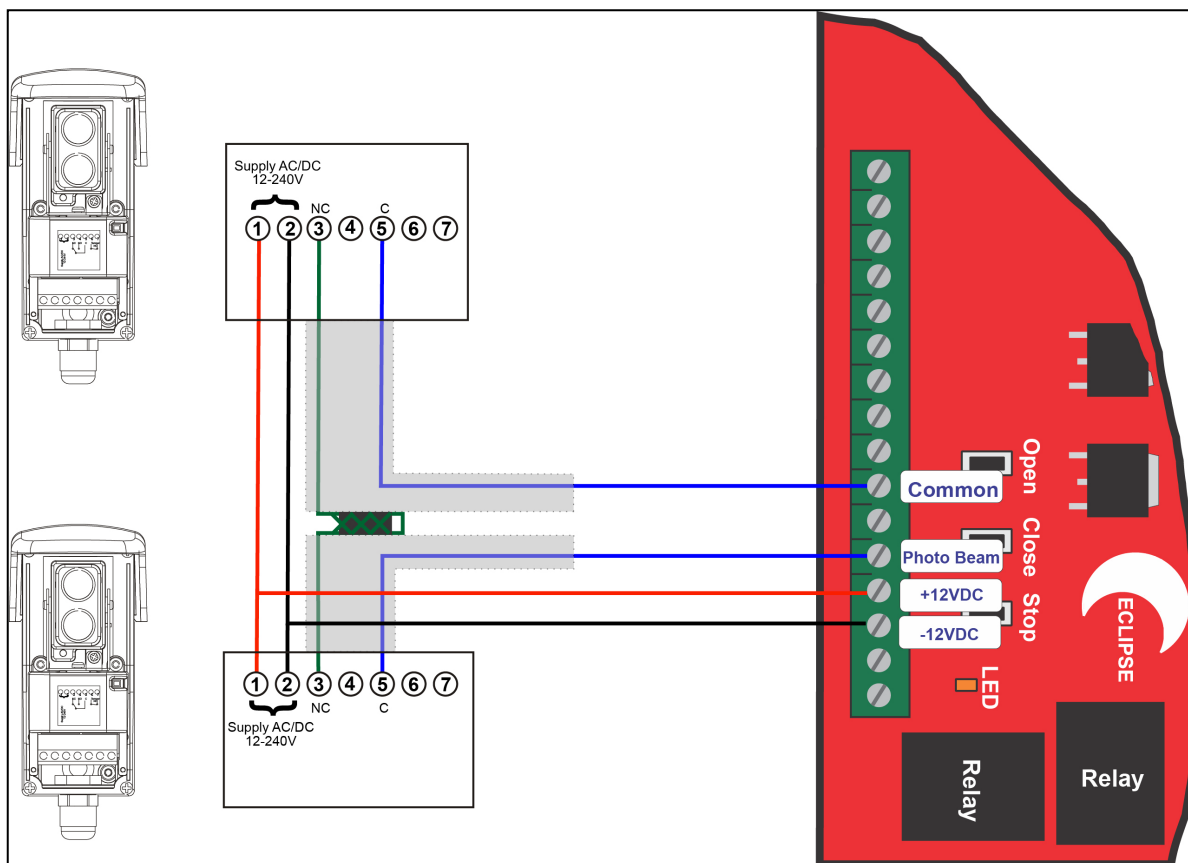 Supply AC/DC
12-240V
NC
C
1 2 3 4 5 6 7
Common
Photo Beam
+12VDC
-12VDC
Open
Close
Stop
LED
ECLIPSE
Relay
Relay
1 2 3 4 5 6 7
NC
C
Supply AC/DC
12-240V